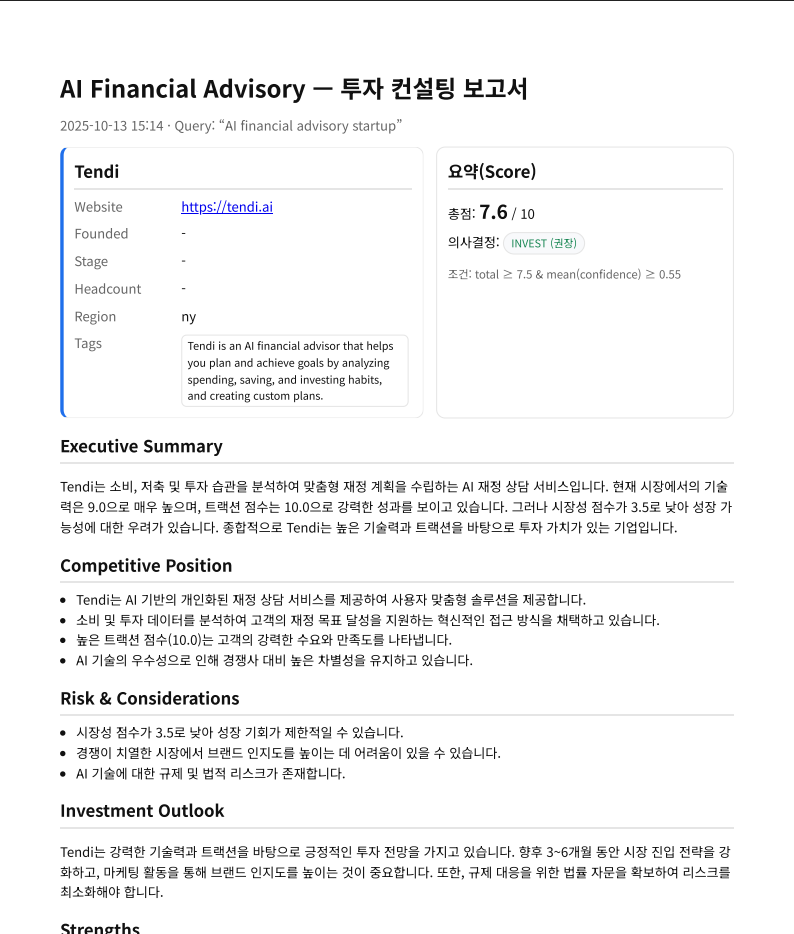 AI Financial Advisory — 투자 컨설팅 보고서
2025-10-13 15:14 · Query: “AI financial advisory startup”
Tendi
Website https://tendi.ai
Founded -
Stage -
Headcount -
Region ny
Tags Tendi is an AI financial advisor that helps
you plan and achieve goals by analyzing
spending, saving, and investing habits,
and creating custom plans.
요약(Score)
총점: 7.6 / 10
의사결정: INVEST (권장)
조건: total ≥ 7.5 & mean(confidence) ≥ 0.55
Executive Summary
Tendi는 소비, 저축 및 투자 습관을 분석하여 맞춤형 재정 계획을 수립하는 AI 재정 상담 서비스입니다. 현재 시장에서의 기술
력은 9.0으로 매우 높으며, 트랙션 점수는 10.0으로 강력한 성과를 보이고 있습니다. 그러나 시장성 점수가 3.5로 낮아 성장 가
능성에 대한 우려가 있습니다. 종합적으로 Tendi는 높은 기술력과 트랙션을 바탕으로 투자 가치가 있는 기업입니다.
Competitive Position
• Tendi는 AI 기반의 개인화된 재정 상담 서비스를 제공하여 사용자 맞춤형 솔루션을 제공합니다.
• 소비 및 투자 데이터를 분석하여 고객의 재정 목표 달성을 지원하는 혁신적인 접근 방식을 채택하고 있습니다.
• 높은 트랙션 점수(10.0)는 고객의 강력한 수요와 만족도를 나타냅니다.
• AI 기술의 우수성으로 인해 경쟁사 대비 높은 차별성을 유지하고 있습니다.
Risk & Considerations
• 시장성 점수가 3.5로 낮아 성장 기회가 제한적일 수 있습니다.
• 경쟁이 치열한 시장에서 브랜드 인지도를 높이는 데 어려움이 있을 수 있습니다.
• AI 기술에 대한 규제 및 법적 리스크가 존재합니다.
Investment Outlook
Tendi는 강력한 기술력과 트랙션을 바탕으로 긍정적인 투자 전망을 가지고 있습니다. 향후 3~6개월 동안 시장 진입 전략을 강
화하고, 마케팅 활동을 통해 브랜드 인지도를 높이는 것이 중요합니다. 또한, 규제 대응을 위한 법률 자문을 확보하여 리스크를
최소화해야 합니다.
Strengths